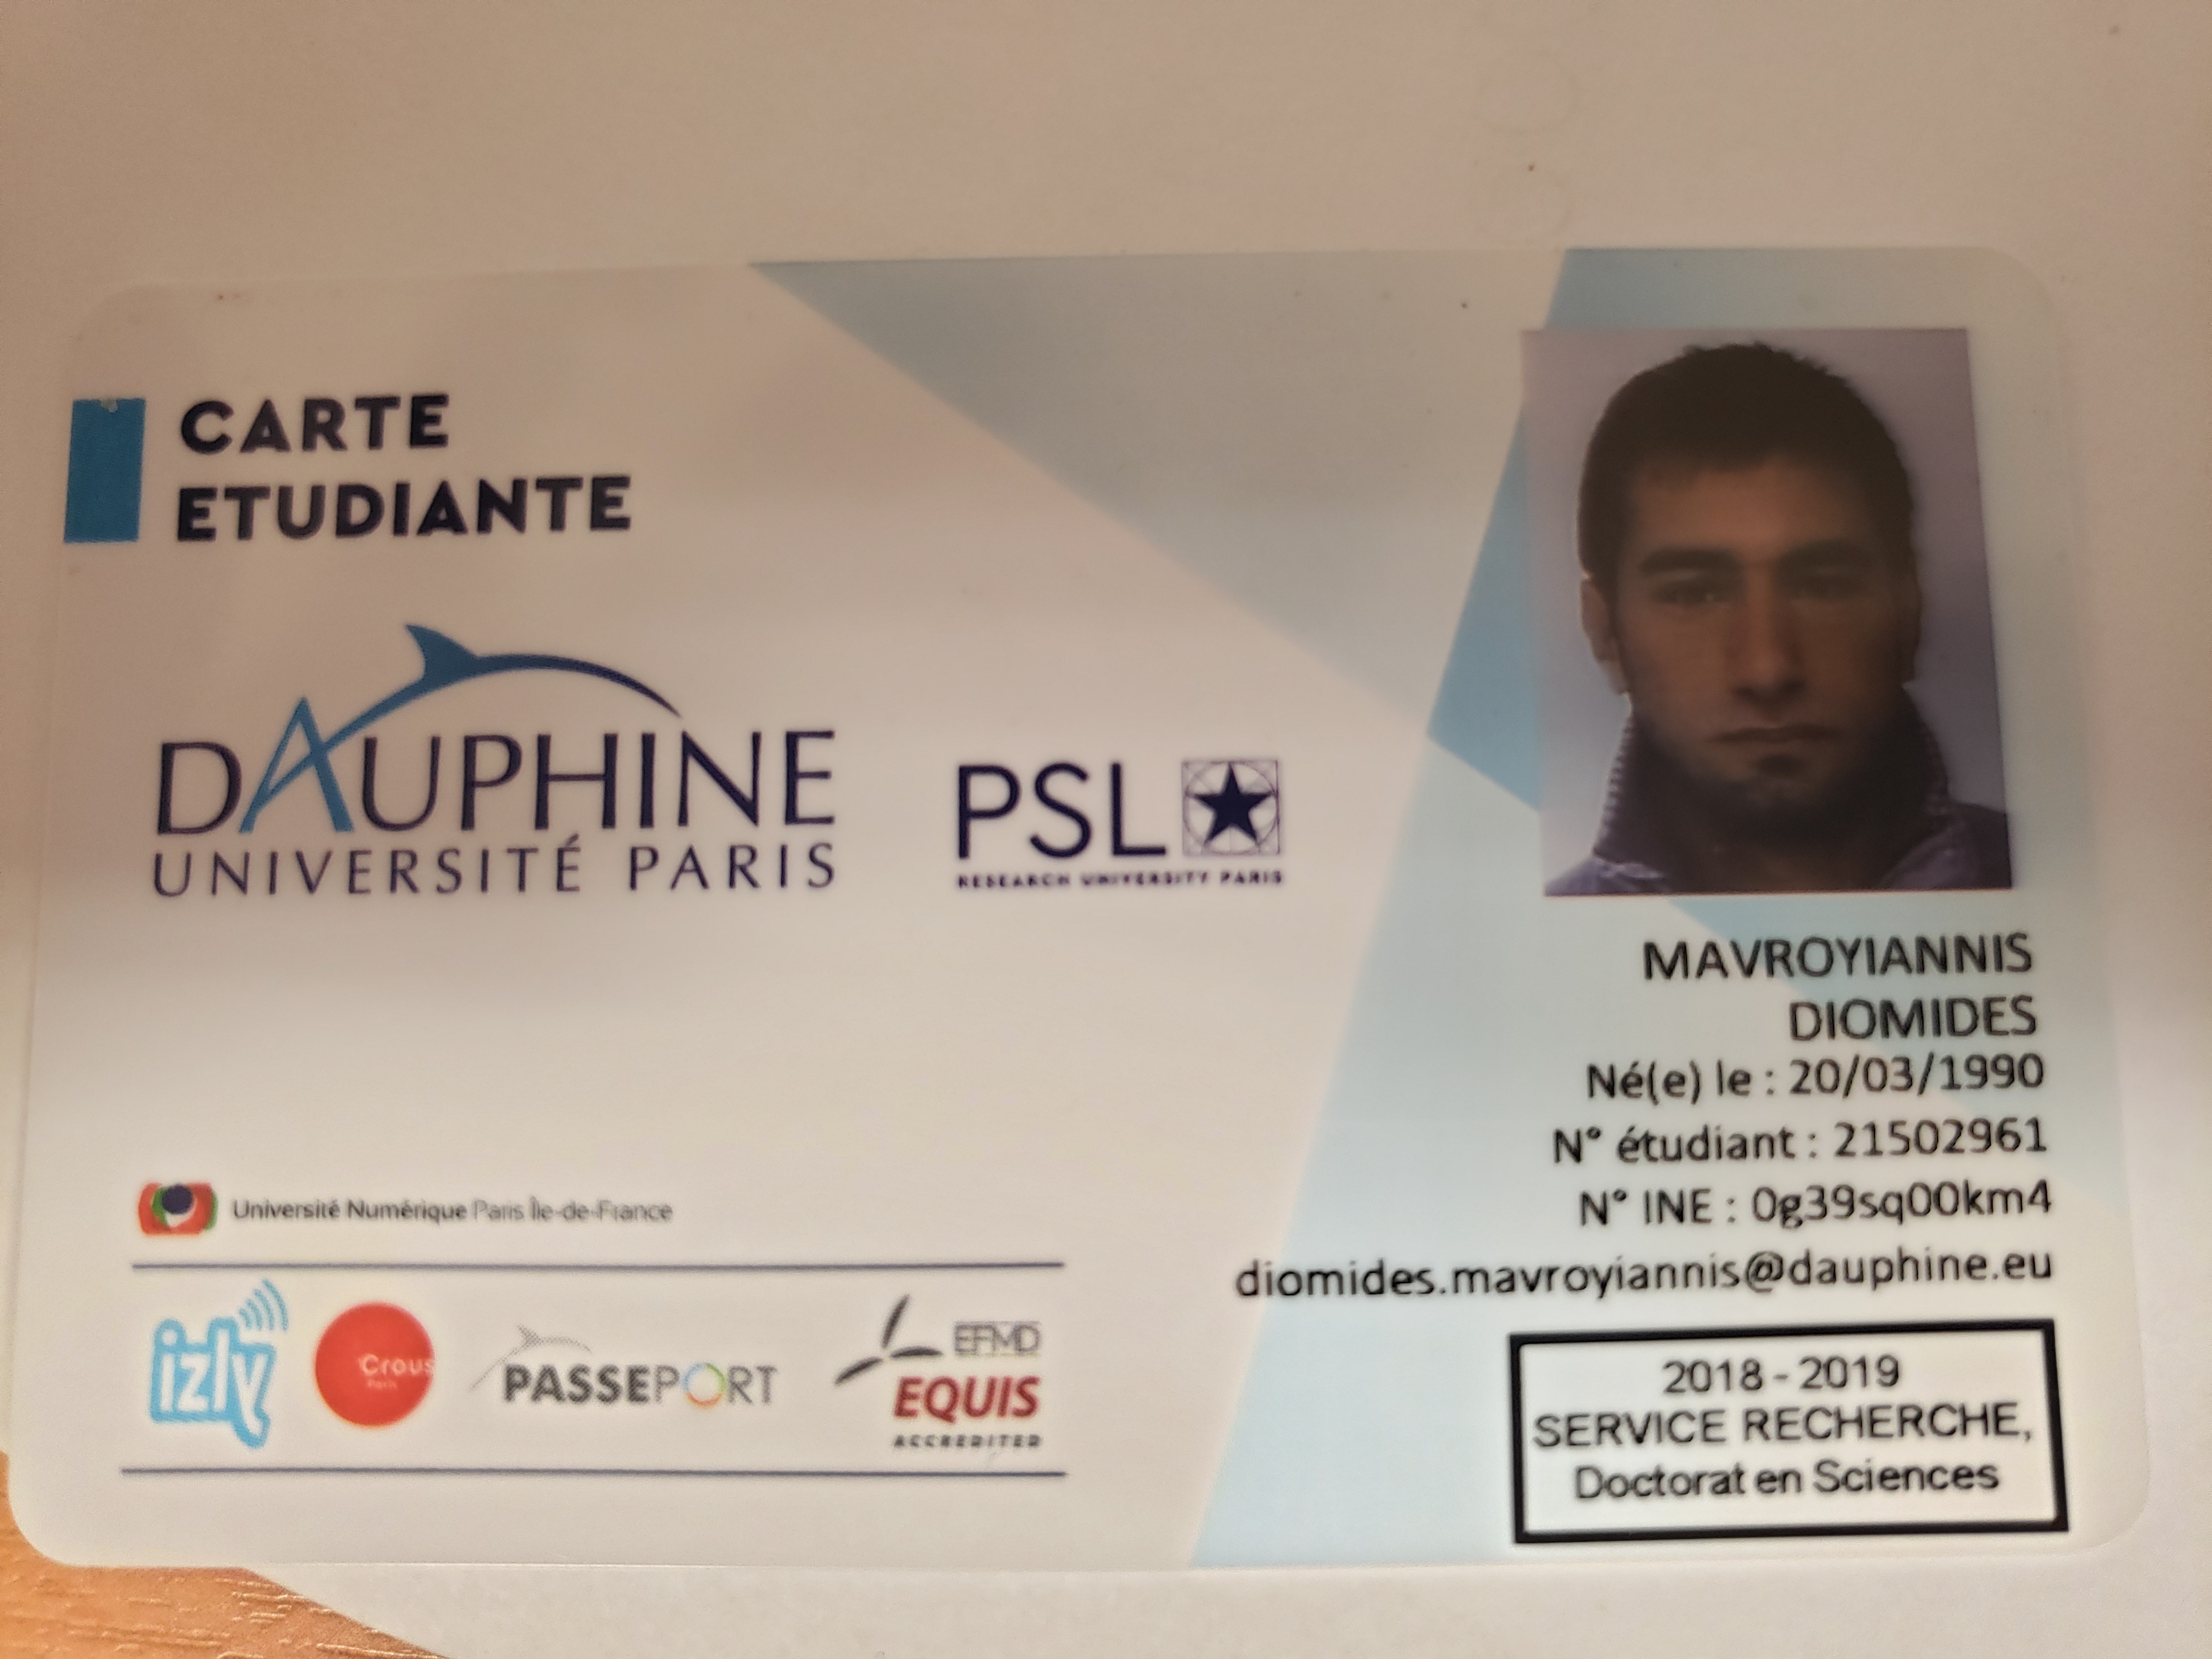 CARTE
ETUDIANTE
DAUPHINE
UNIVERSITÉ PARIS
PSL
RESEARCH UNIVERSITY PARIS
MAVROYIANNIS
DIOMIDES
Né(e) le : 20/03/1990
N° étudiant : 21502961
N° INE : 0g39sq00km4
diomides.mavroyiannis@dauphine.eu
2018 - 2019
SERVICE RECHERCHE,
Doctorat en Sciences
Université Numérique Paris Île-de-France
izly
Crous
Paris
PASSEPORT
EFMD
EQUIS
ACCREDITED